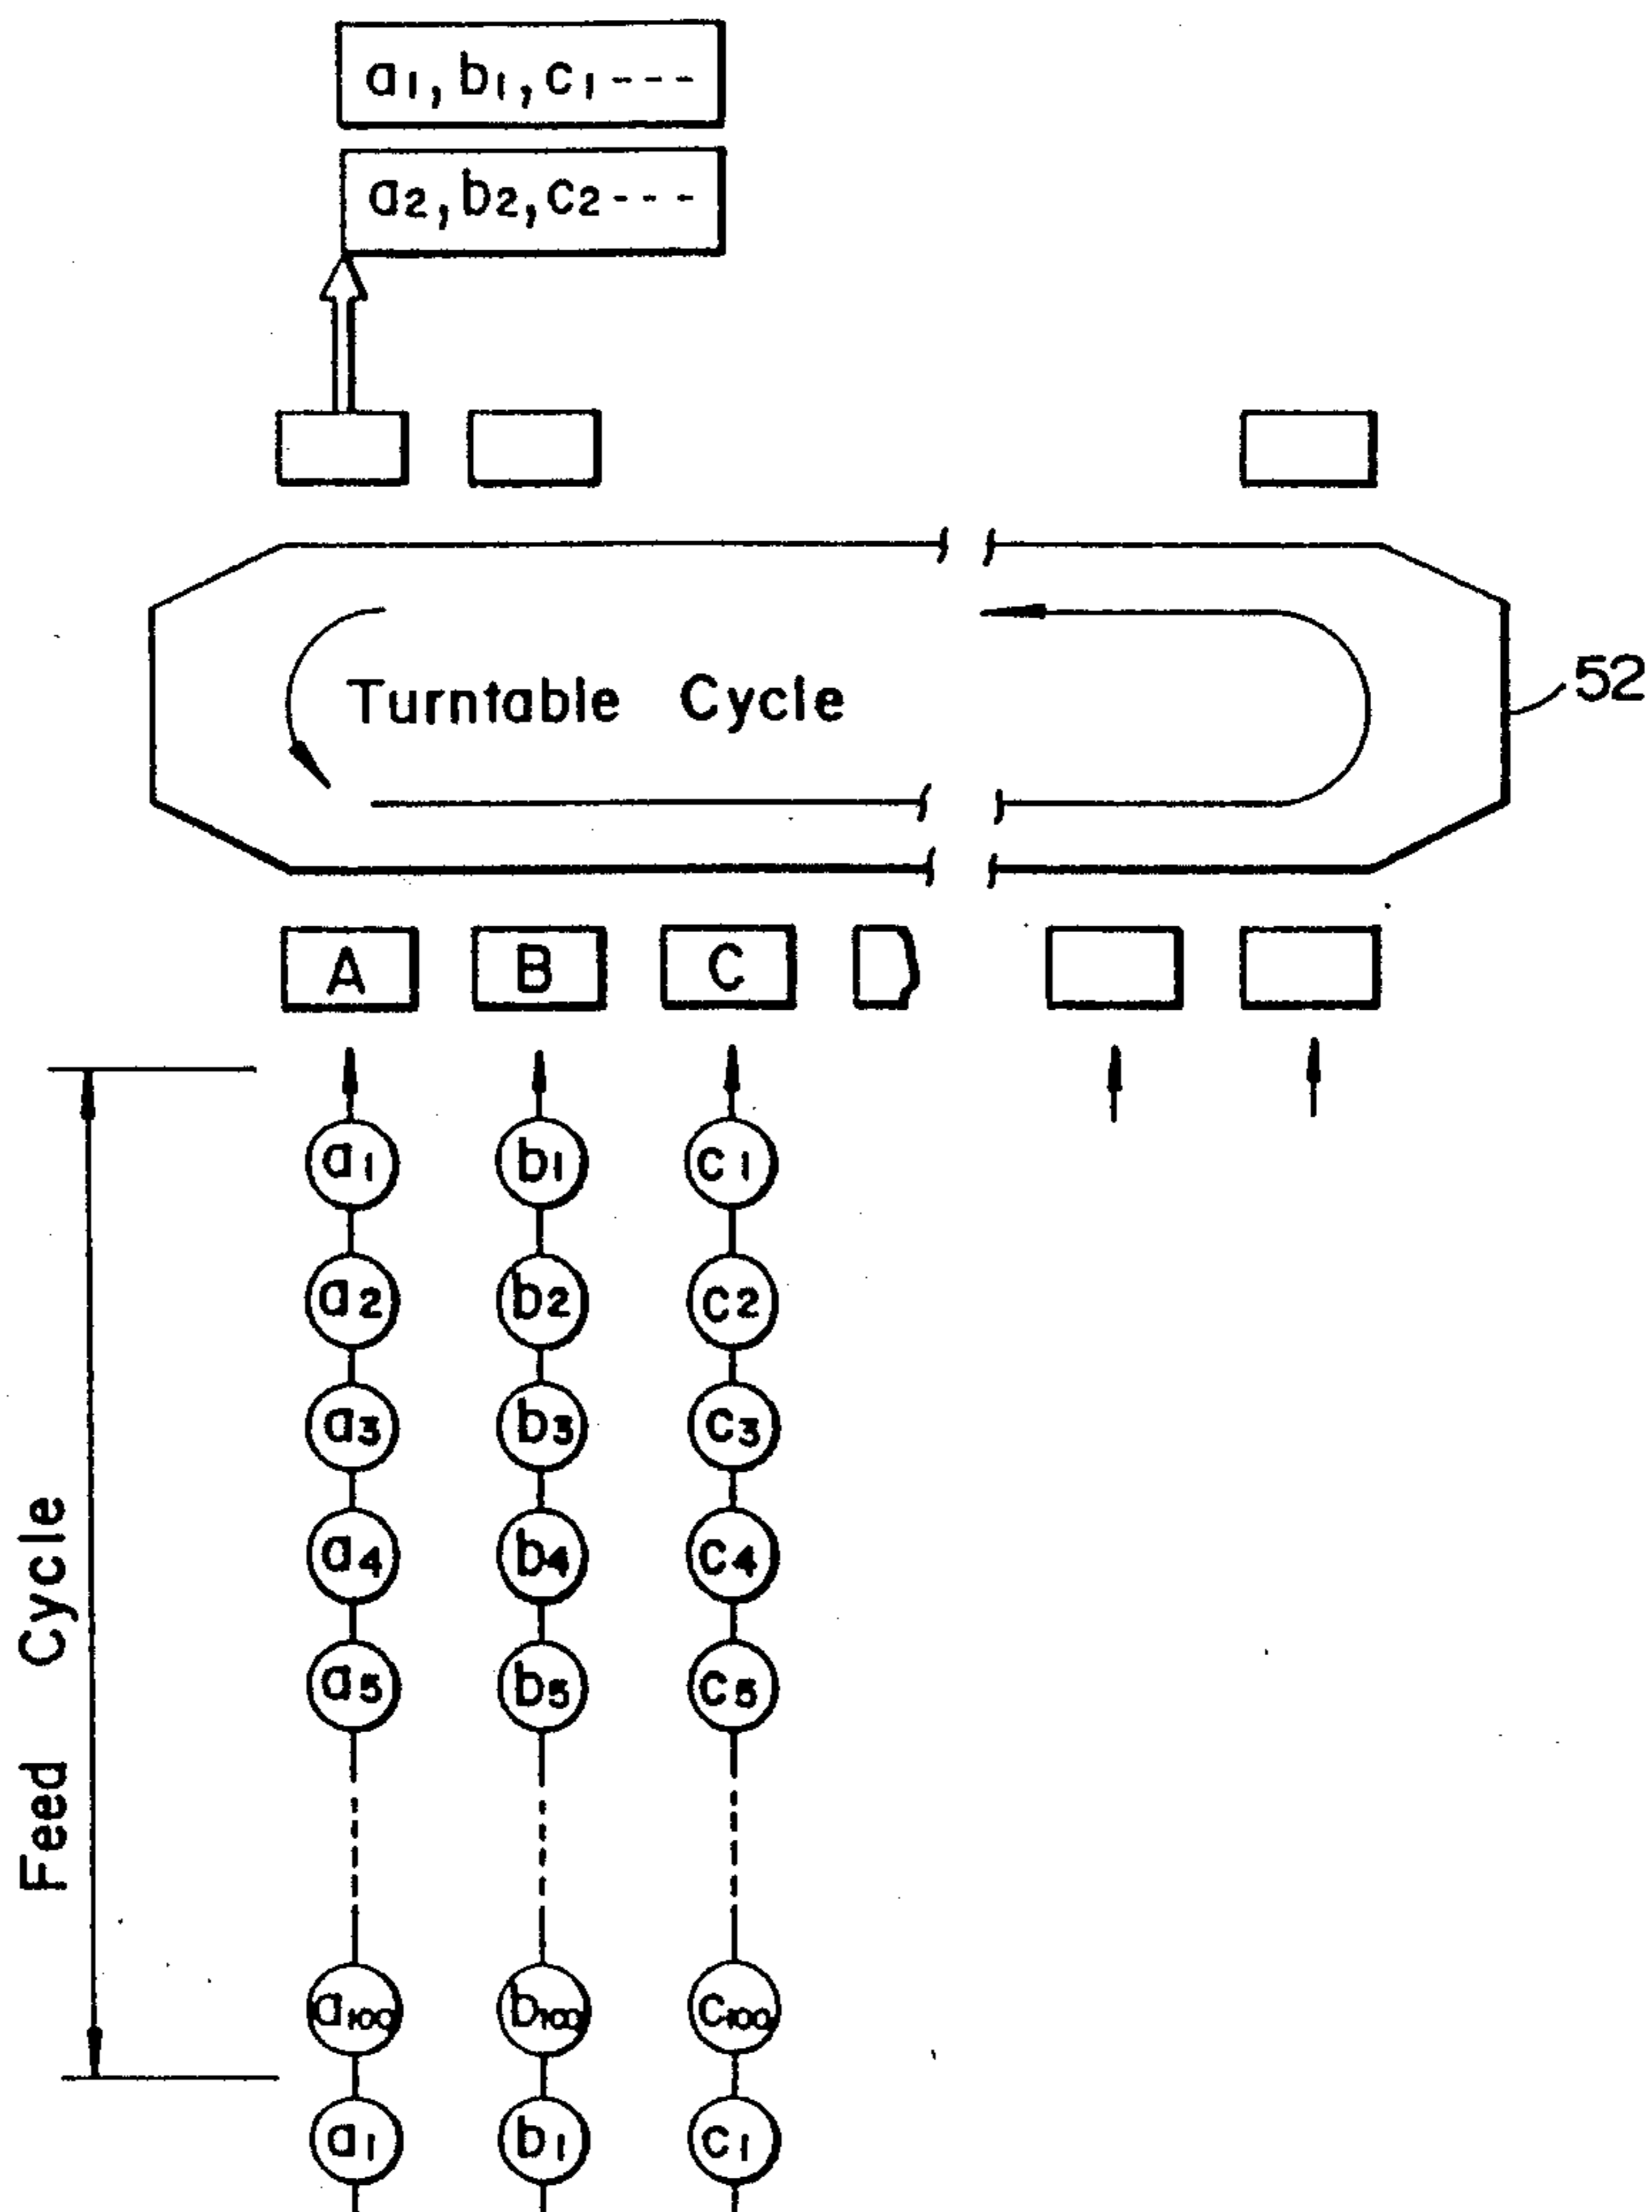 a1, b1, c1 ---
a2, b2, c2 ---
Turntable Cycle
52
A B C
a1 b1 c1
a2 b2 c2
a3 b3 c3
a4 b4 c4
a5 b5 c5
Feed Cycle
a100 b100 c100
a1 b1 c1